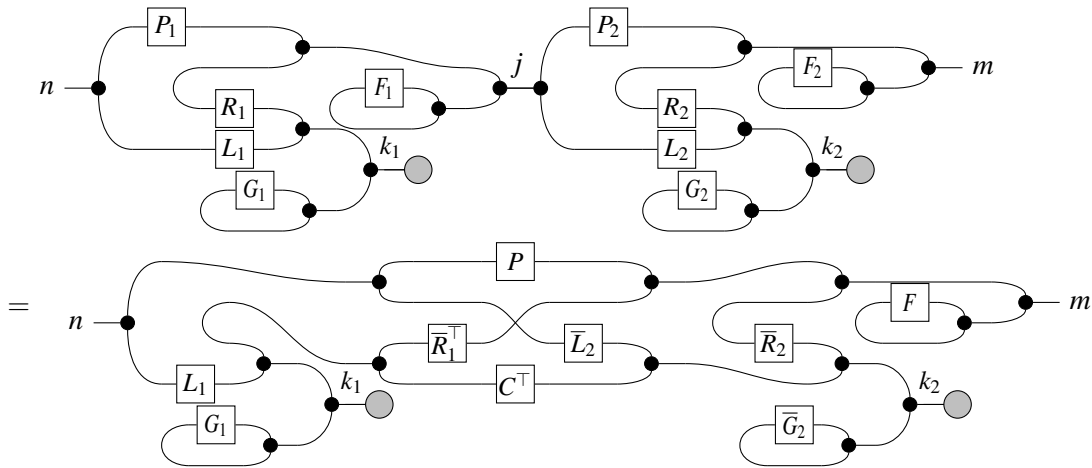 P₁ P₂
n F₁ j F₂ m
R₁ R₂
L₁ k₁ L₂ k₂
G₁ G₂
P
= n F m
R̅₁^⊤ L̅₂ R̅₂
L₁ k₁ C^⊤ k₂
G₁ G̅₂